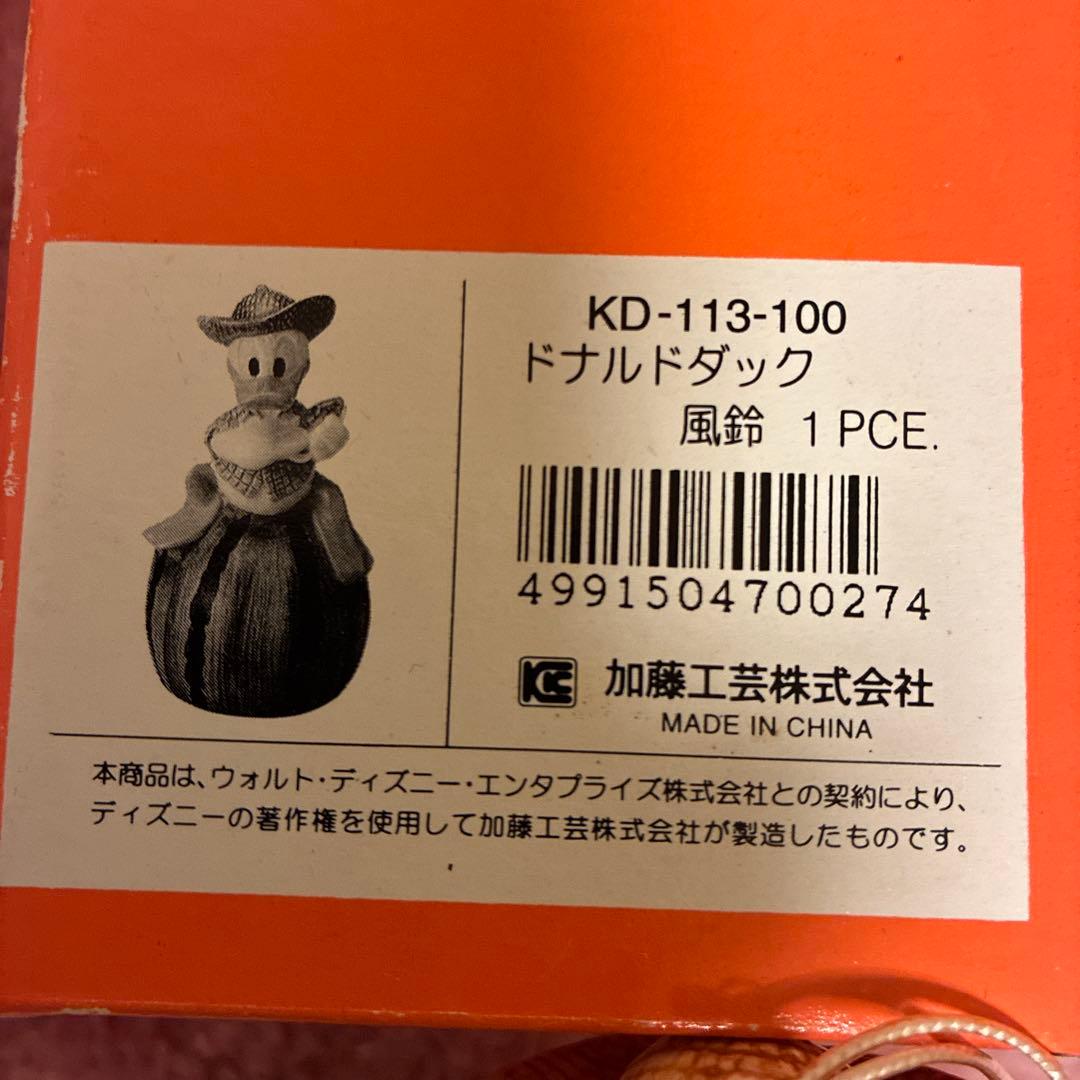 KD-113-100
ドナルドダック
風鈴 1 PCE.
4991504700274
KCE 加藤工芸株式会社
MADE IN CHINA
本商品は、ウォルト・ディズニー・エンタプライズ株式会社との契約により、
ディズニーの著作権を使用して加藤工芸株式会社が製造したものです。